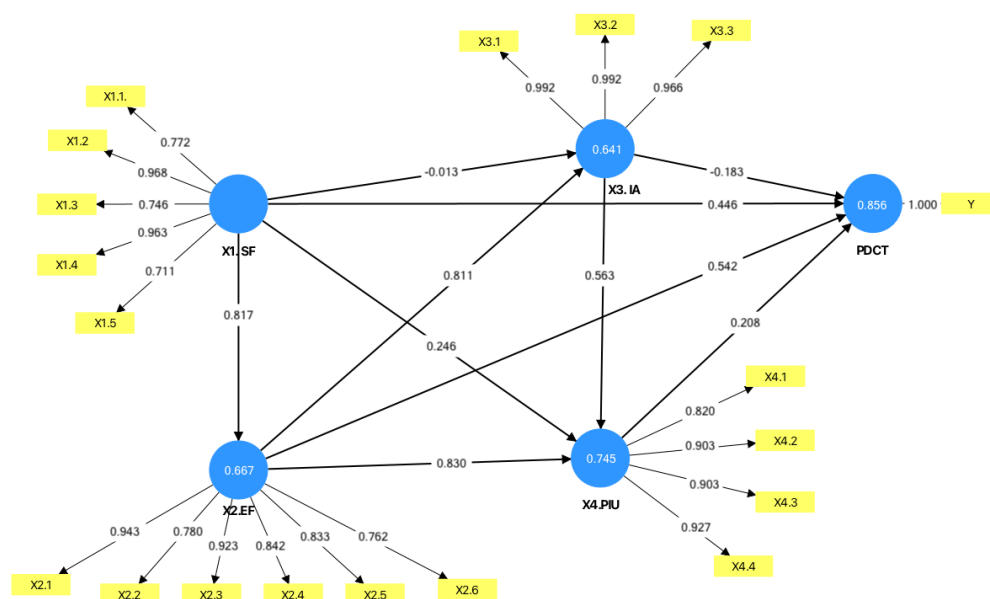 X3.1
X3.2
X3.3
0.992
0.992
0.966
X1.1.
X1.2
X1.3
X1.4
X1.5
0.772
0.968
0.746
0.963
0.711
X1.SF
0.641
X3.IA
-0.013
-0.183
0.446
0.856
PDCT
1.000
Y
0.817
0.811
0.563
0.542
0.246
0.208
0.667
X2.EF
0.830
0.745
X4.PIU
X4.1
X4.2
X4.3
X4.4
0.820
0.903
0.903
0.927
0.943
0.780
0.923
0.842
0.833
0.762
X2.1
X2.2
X2.3
X2.4
X2.5
X2.6